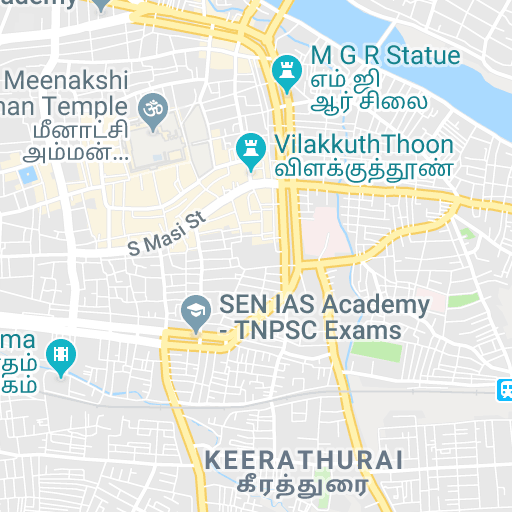 M G R Statue
எம் ஜி
ஆர் சிலை
Meenakshi
man Temple
மீனாட்சி
அம்மன்...
VilakkuthThoon
விளக்குத்தூண்
S Masi St
SEN IAS Academy
- TNPSC Exams
ma
தம்
கம்
KEERATHURAI
கீரத்துரை